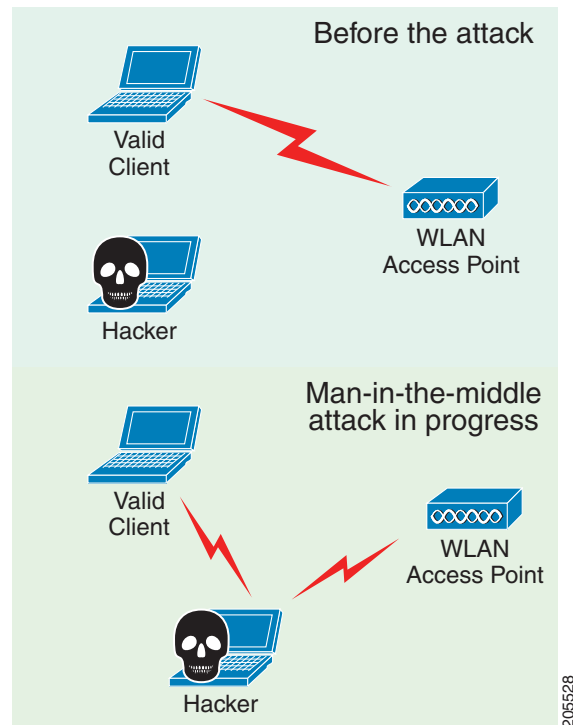 Before the attack
Valid
Client
WLAN
Access Point
Hacker
Man-in-the-middle
attack in progress
Valid
Client
WLAN
Access Point
Hacker
205528